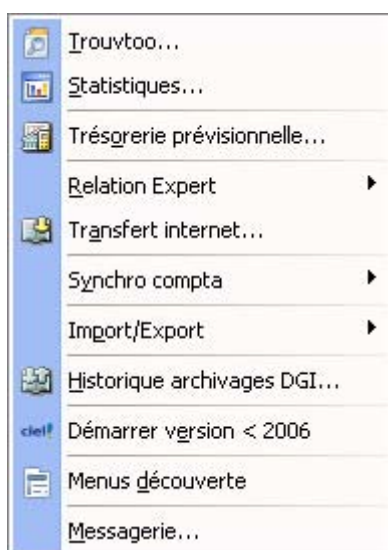 Trouvtoo...
Statistiques...
Trésorerie prévisionnelle...
Relation Expert
Transfert internet...
Synchro compta
Import/Export
Historique archivages DGI...
ciel! Démarrer version < 2006
Menus découverte
Messagerie...